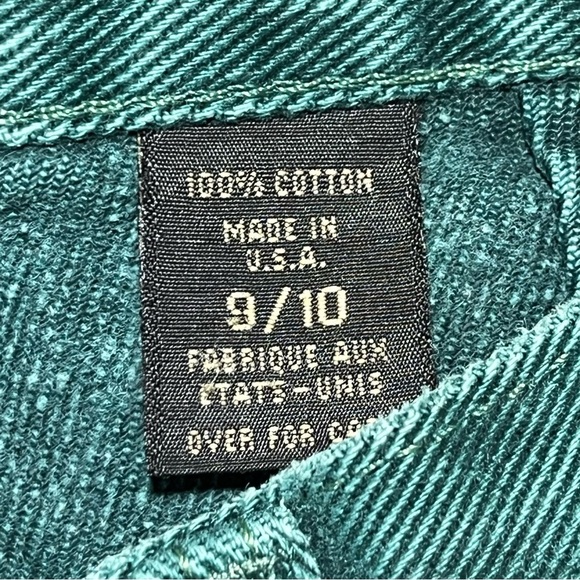 100% COTTON
MADE IN
U.S.A.
9/10
FABRIQUE AUX
ETATS-UNIS
OVER FOR